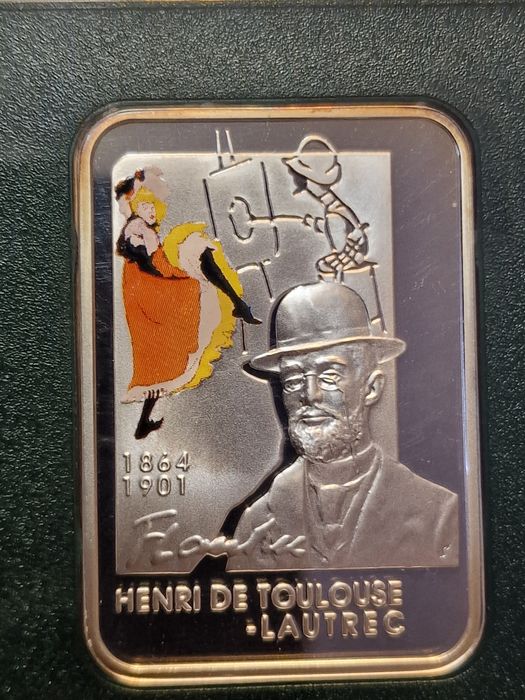 1864
1901
HENRI DE TOULOUSE
-LAUTREC